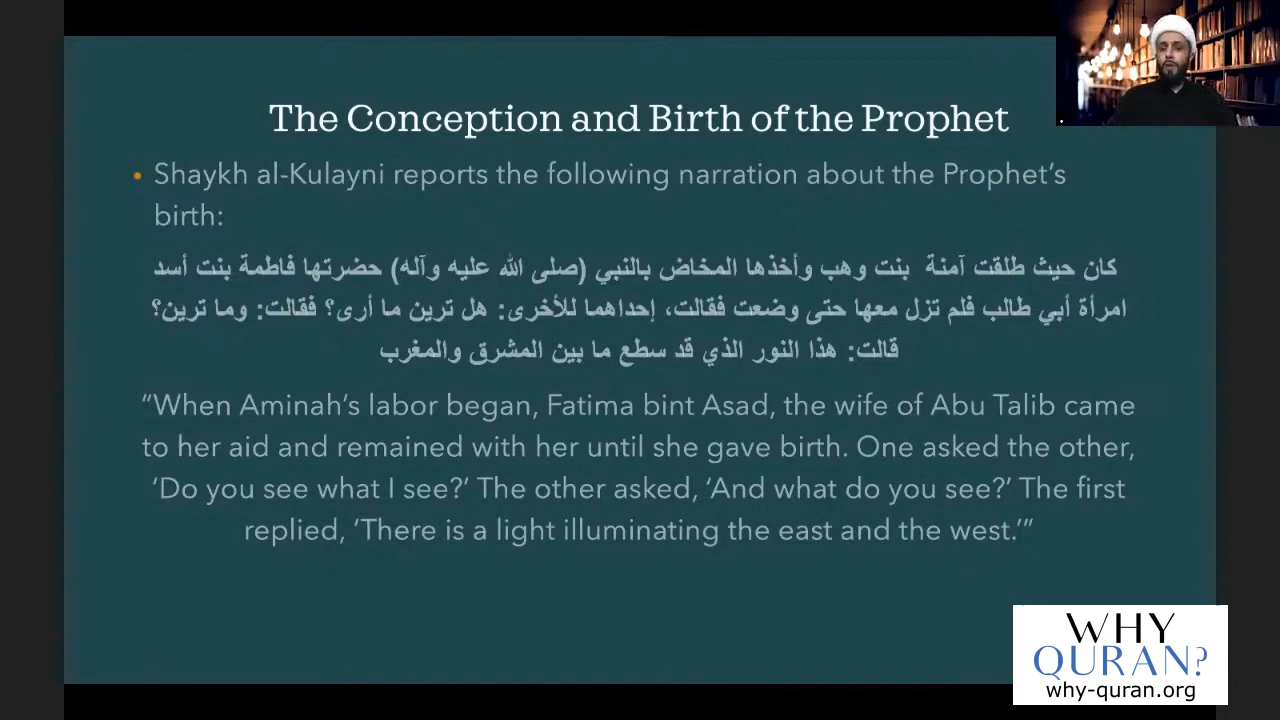 The Conception and Birth of the Prophet
• Shaykh al-Kulayni reports the following narration about the Prophet’s
birth:
كان حيث طلقت آمنة بنت وهب وأخذها المخاض بالنبي (صلى الله عليه وآله) حضرتها فاطمة بنت أسد
امرأة أبي طالب فلم تزل معها حتى وضعت فقالت، إحداهما للأخرى: هل ترين ما أرى؟ فقالت: وما ترين؟
قالت: هذا النور الذي قد سطع ما بين المشرق والمغرب
“When Aminah’s labor began, Fatima bint Asad, the wife of Abu Talib came
to her aid and remained with her until she gave birth. One asked the other,
‘Do you see what I see?’ The other asked, ‘And what do you see?’ The first
replied, ‘There is a light illuminating the east and the west.’”
WHY
QURAN?
why-quran.org